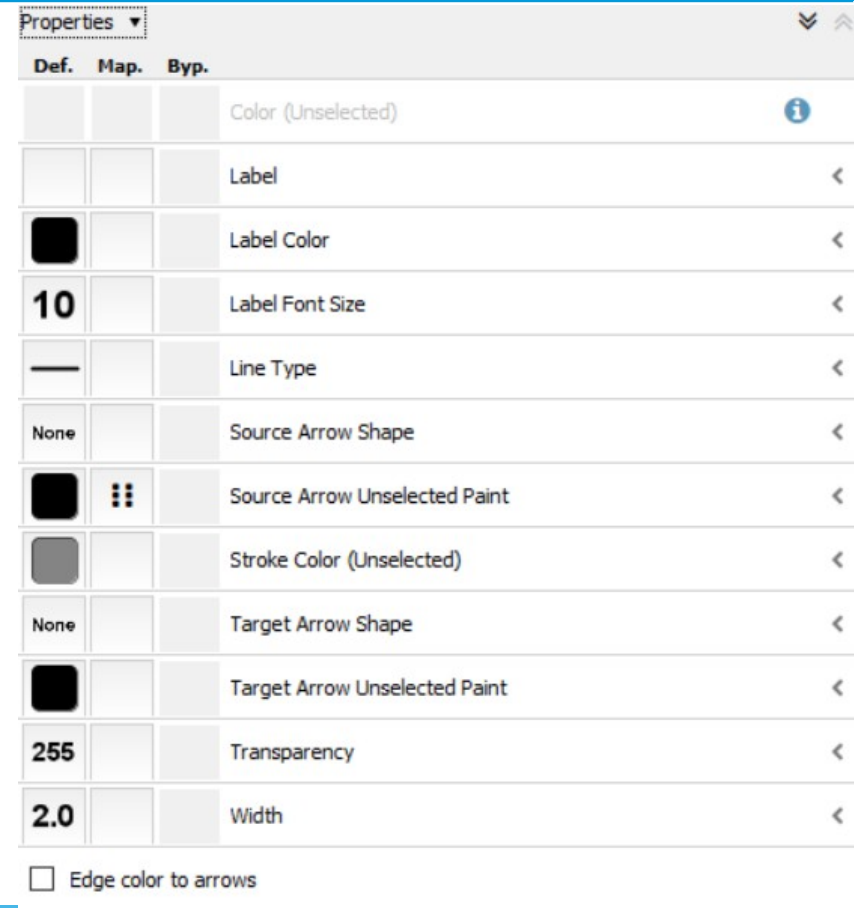 Properties
Def. Map. Byp.
Color (Unselected)
Label
Label Color
10 Label Font Size
Line Type
None Source Arrow Shape
Source Arrow Unselected Paint
Stroke Color (Unselected)
None Target Arrow Shape
Target Arrow Unselected Paint
255 Transparency
2.0 Width
Edge color to arrows